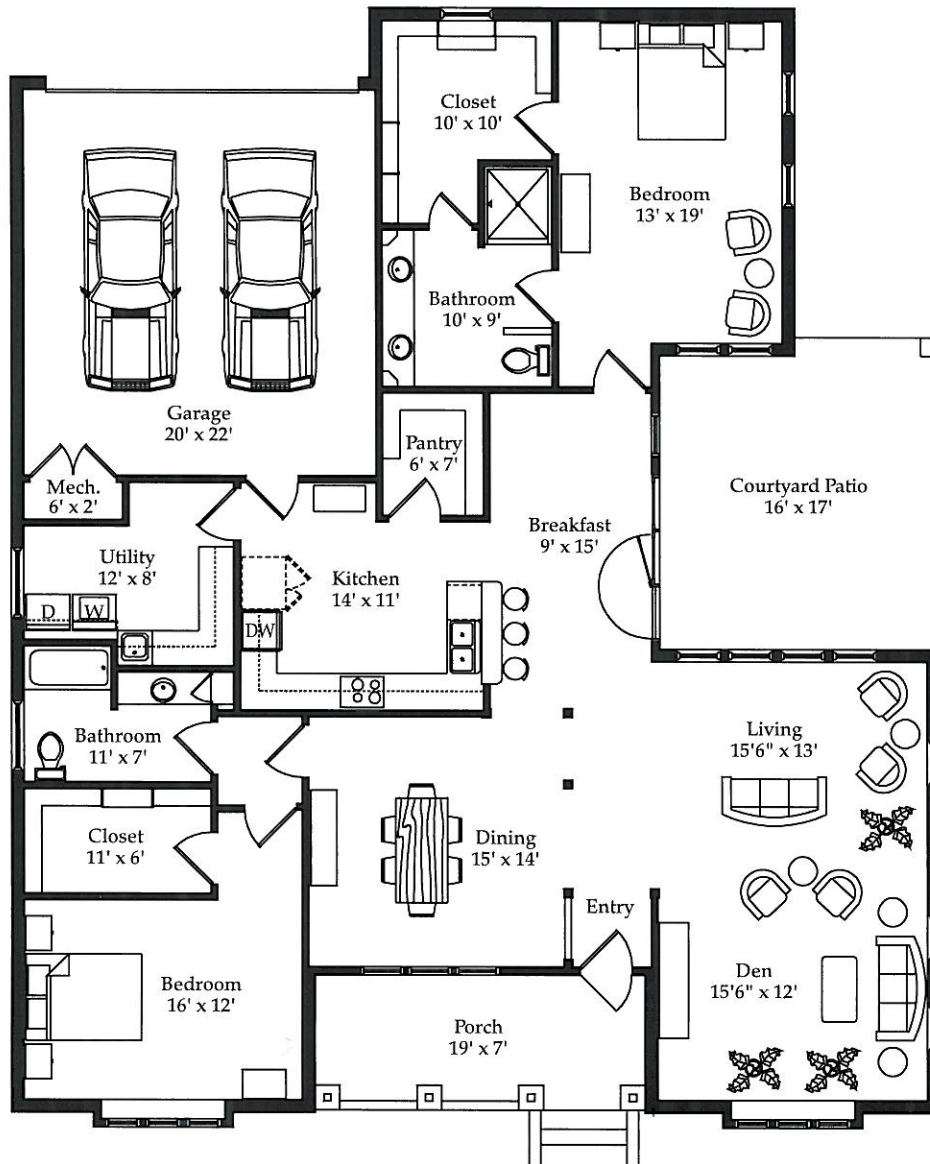 Closet
10' x 10'
Bedroom
13' x 19'
Bathroom
10' x 9'
Garage
20' x 22'
Pantry
6' x 7'
Mech.
6' x 2'
Courtyard Patio
16' x 17'
Breakfast
9' x 15'
Utility
12' x 8'
Kitchen
14' x 11'
D
W
DW
Bathroom
11' x 7'
Living
15'6" x 13'
Closet
11' x 6'
Dining
15' x 14'
Entry
Bedroom
16' x 12'
Den
15'6" x 12'
Porch
19' x 7'